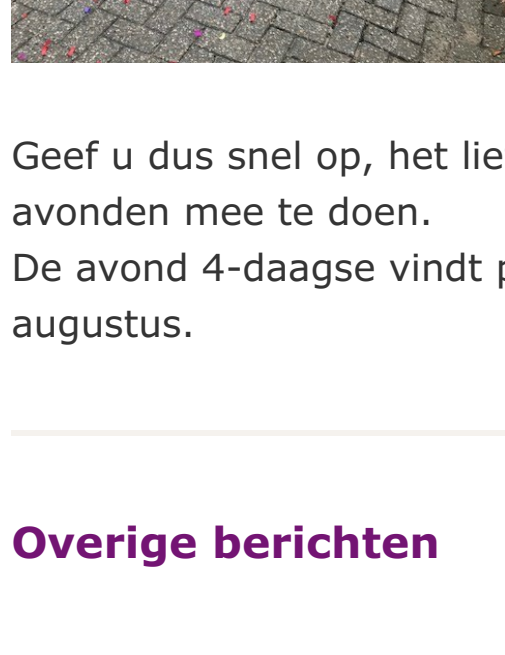 Geef u dus snel op, het
avonden mee te doen.
De avond 4-daagse vindt
augustus.
Overige berichten